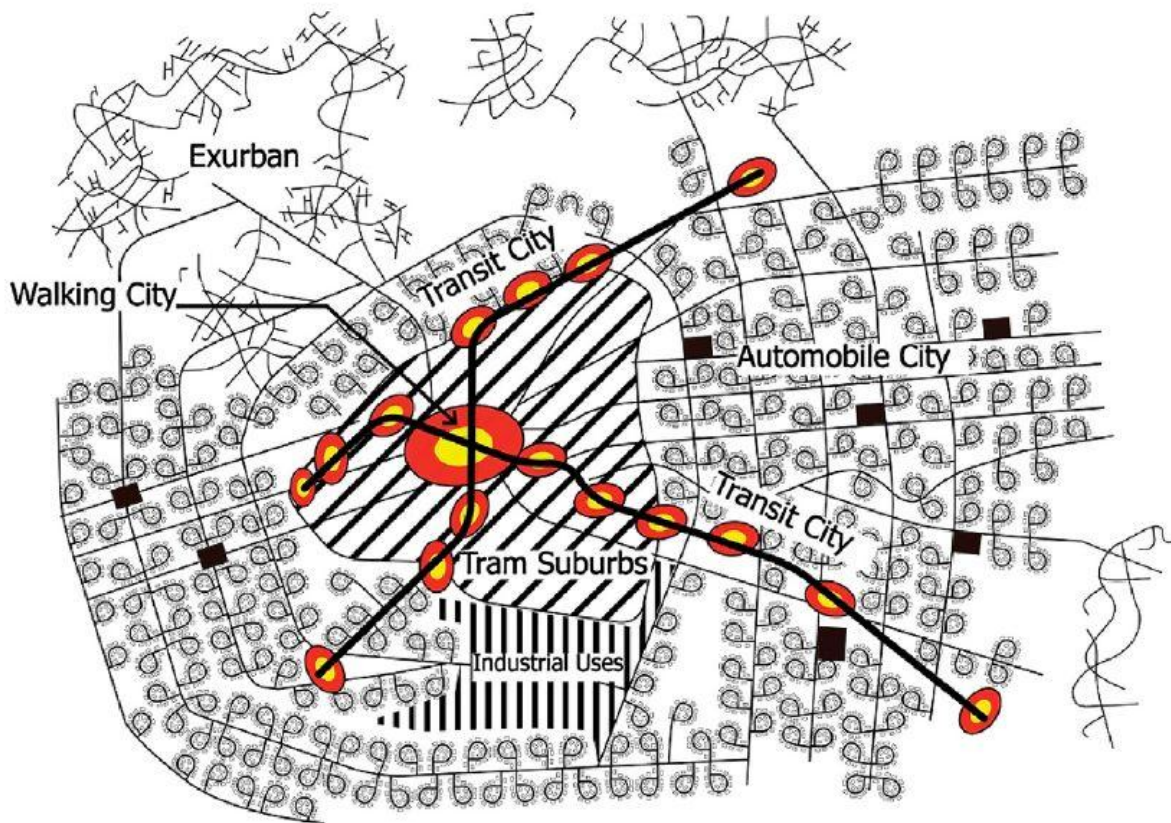 Exurban
Transit City
Walking City
Automobile City
Transit City
Tram Suburbs
Industrial Uses